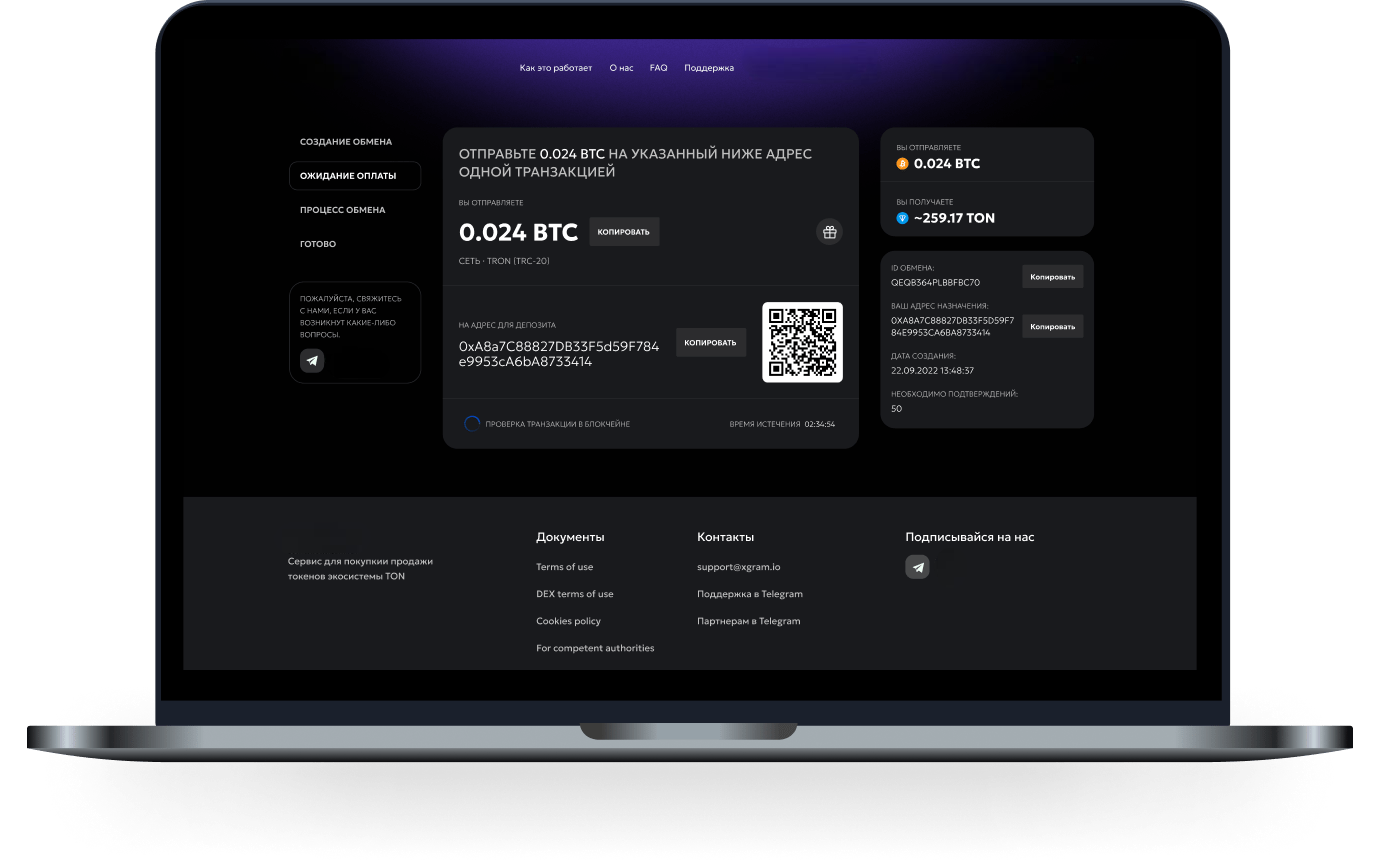 Как это работает О нас FAQ Поддержка
СОЗДАНИЕ ОБМЕНА
ОЖИДАНИЕ ОПЛАТЫ
ПРОЦЕСС ОБМЕНА
ГОТОВО
ПОЖАЛУЙСТА, СВЯЖИТЕСЬ
С НАМИ, ЕСЛИ У ВАС
ВОЗНИКНУТ КАКИЕ-ЛИБО
ВОПРОСЫ.
ОТПРАВЬТЕ 0.024 BTC НА УКАЗАННЫЙ НИЖЕ АДРЕС
ОДНОЙ ТРАНЗАКЦИЕЙ
ВЫ ОТПРАВЛЯЕТЕ
0.024 BTC КОПИРОВАТЬ
СЕТЬ · TRON (TRC-20)
НА АДРЕС ДЛЯ ДЕПОЗИТА
0xA8a7C88827DB33F5d59F784
e9953cA6bA8733414
КОПИРОВАТЬ
ПРОВЕРКА ТРАНЗАКЦИИ В БЛОКЧЕЙНЕ
ВРЕМЯ ИСТЕЧЕНИЯ 02:34:54
ВЫ ОТПРАВЛЯЕТЕ
0.024 BTC
ВЫ ПОЛУЧАЕТЕ
~259.17 TON
ID ОБМЕНА:
QEQB364PLBBFBC70
Копировать
ВАШ АДРЕС НАЗНАЧЕНИЯ:
0XA8A7C88827DB33F5D59F7
84E9953CA6BA8733414
Копировать
ДАТА СОЗДАНИЯ:
22.09.2022 13:48:37
НЕОБХОДИМО ПОДТВЕРЖДЕНИЙ:
50
Сервис для покупкии продажи
токенов экосистемы TON
Документы
Terms of use
DEX terms of use
Cookies policy
For competent authorities
Контакты
support@xgram.io
Поддержка в Telegram
Партнерам в Telegram
Подписывайся на нас